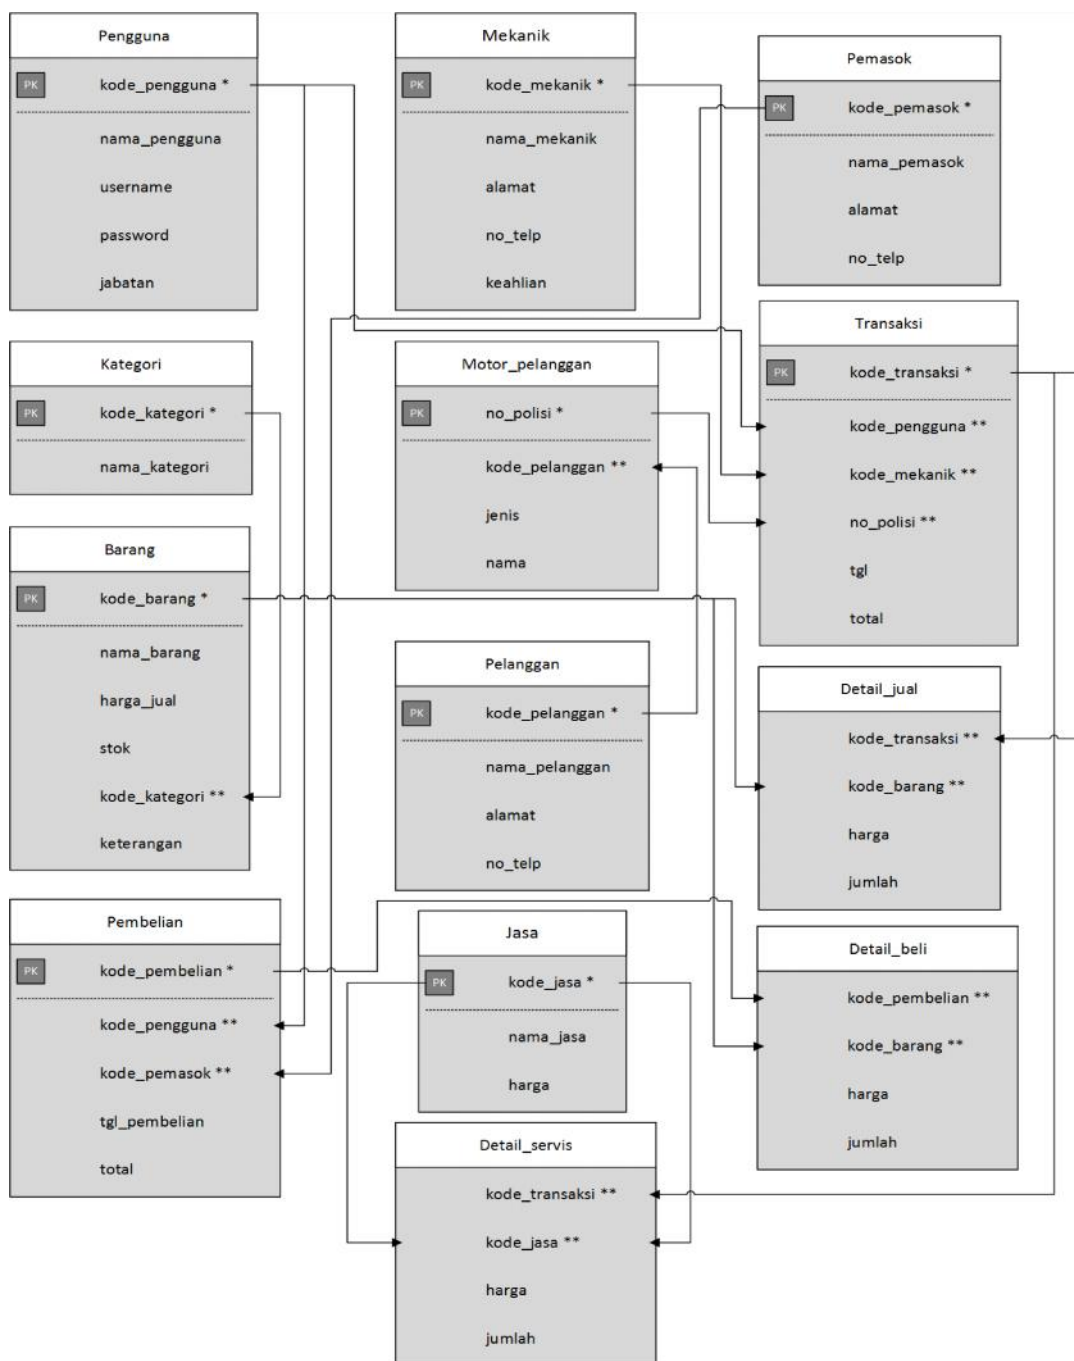 Pengguna
PK kode_pengguna *
nama_pengguna
username
password
jabatan
Mekanik
PK kode_mekanik *
nama_mekanik
alamat
no_telp
keahlian
Pemasok
PK kode_pemasok *
nama_pemasok
alamat
no_telp
Kategori
PK kode_kategori *
nama_kategori
Motor_pelanggan
PK no_polisi *
kode_pelanggan **
jenis
nama
Transaksi
PK kode_transaksi *
kode_pengguna **
kode_mekanik **
no_polisi **
tgl
total
Barang
PK kode_barang *
nama_barang
harga_jual
stok
kode_kategori **
keterangan
Pelanggan
PK kode_pelanggan *
nama_pelanggan
alamat
no_telp
Detail_jual
kode_transaksi **
kode_barang **
harga
jumlah
Pembelian
PK kode_pembelian *
kode_pengguna **
kode_pemasok **
tgl_pembelian
total
Jasa
PK kode_jasa *
nama_jasa
harga
Detail_beli
kode_pembelian **
kode_barang **
harga
jumlah
Detail_servis
kode_transaksi **
kode_jasa **
harga
jumlah